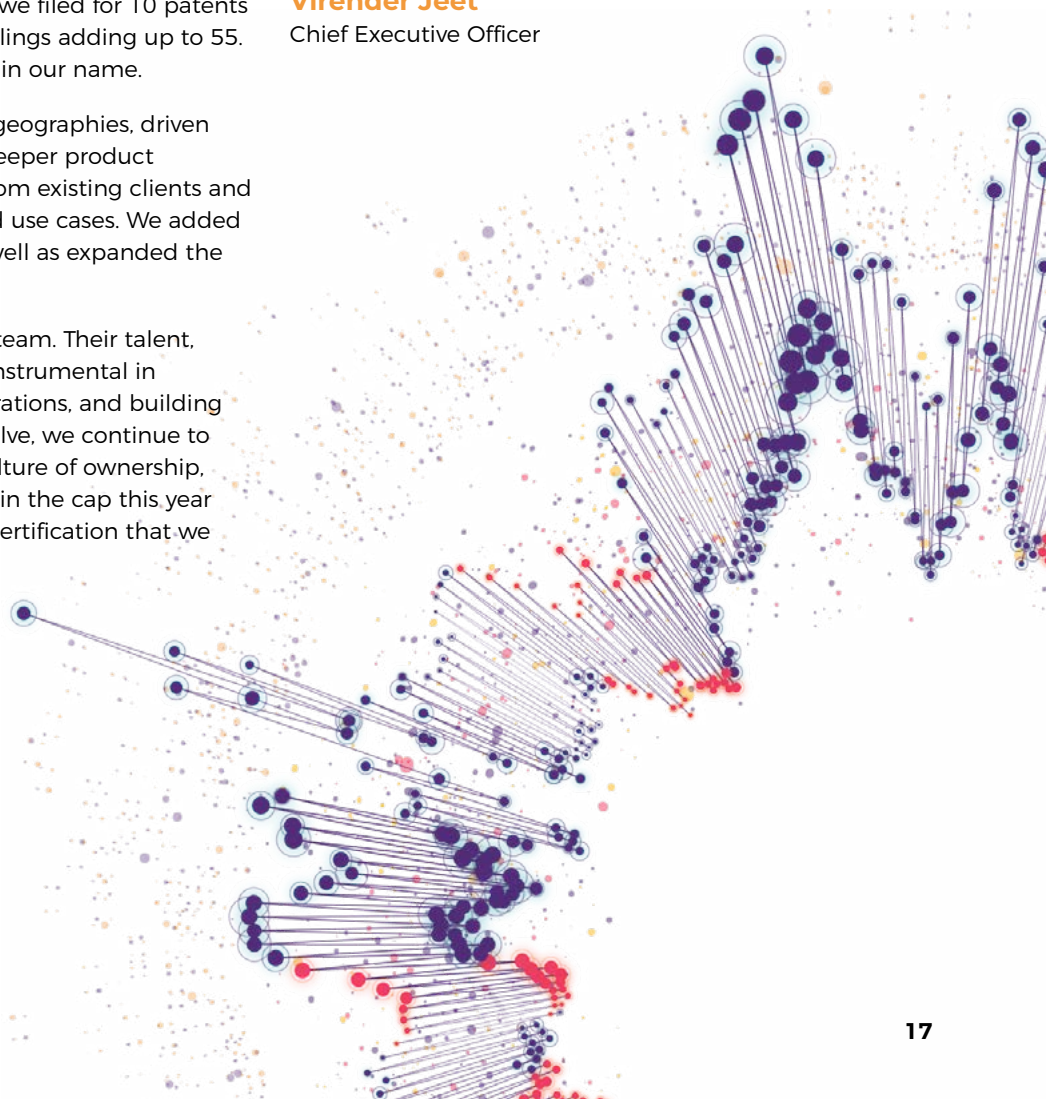 we filed for 10 patents
lings adding up to 55.
in our name.
geographies, driven
eeper product
om existing clients and
d use cases. We added
vell as expanded the
team. Their talent,
nstrumental in
rations, and building
lve, we continue to
lture of ownership,
in the cap this year
ertification that we
Virender Jeet
Chief Executive Officer
17